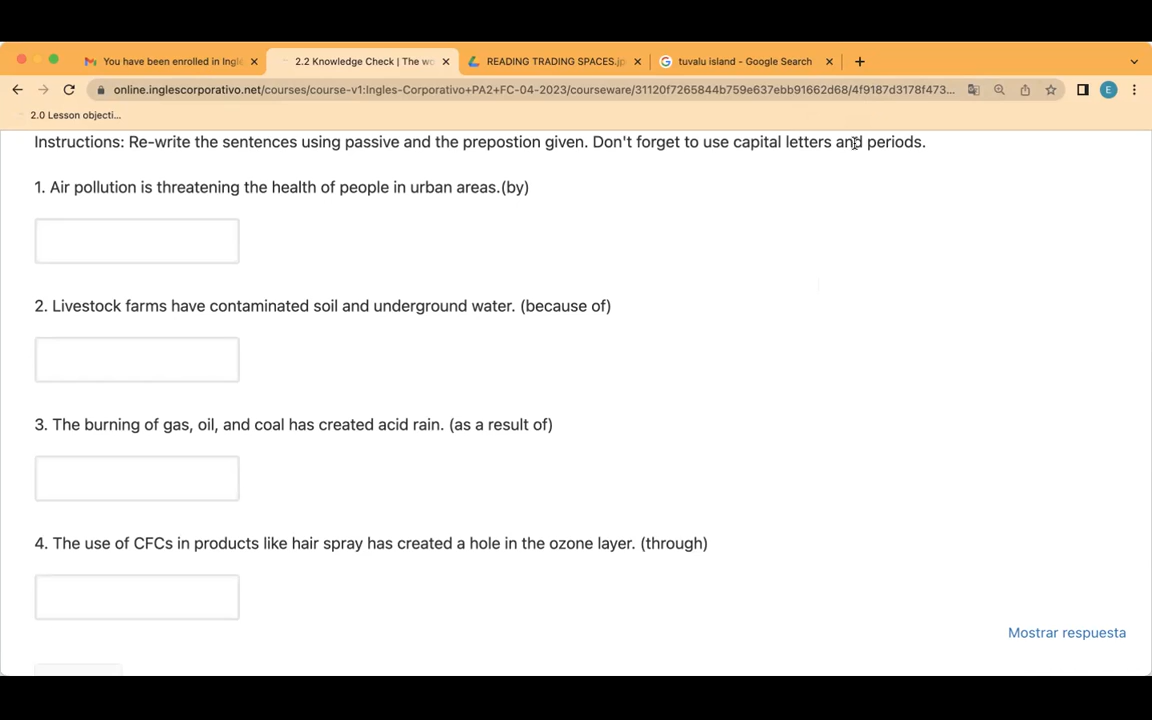 You have been enrolled in Ingl
2.2 Knowledge Check | The wo
READING TRADING SPACES.jp
tuvalu island - Google Search
online.inglescorporativo.net/courses/course-v1:Ingles-Corporativo+PA2+FC-04-2023/courseware/31120f7265844b759e637ebb91662d68/4f9187d3178f473...
E
2.0 Lesson objecti...
Instructions: Re-write the sentences using passive and the prepostion given. Don't forget to use capital letters and periods.
1. Air pollution is threatening the health of people in urban areas.(by)
2. Livestock farms have contaminated soil and underground water. (because of)
3. The burning of gas, oil, and coal has created acid rain. (as a result of)
4. The use of CFCs in products like hair spray has created a hole in the ozone layer. (through)
Mostrar respuesta